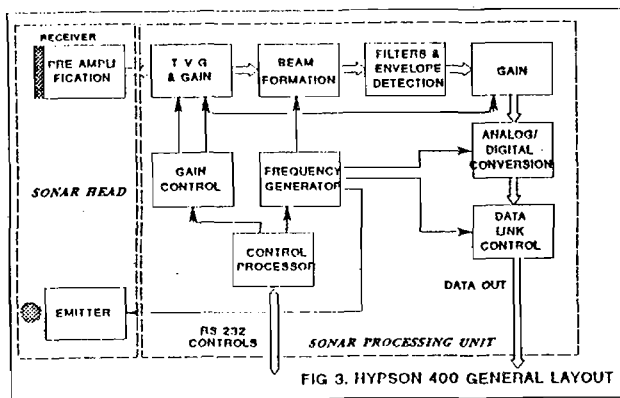 RECEIVER
PRE AMPLI
FICATION
T V G
& GAIN
BEAM
FORMATION
FILTERS &
ENVELOPE
DETECTION
GAIN
ANALOG/
DIGITAL
CONVERSION
GAIN
CONTROL
FREQUENCY
GENERATOR
SONAR HEAD
DATA
LINK
CONTROL
CONTROL
PROCESSOR
DATA OUT
EMITTER
RS 232
CONTROLS
SONAR PROCESSING UNIT
FIG 3. HYPSON 400 GENERAL LAYOUT